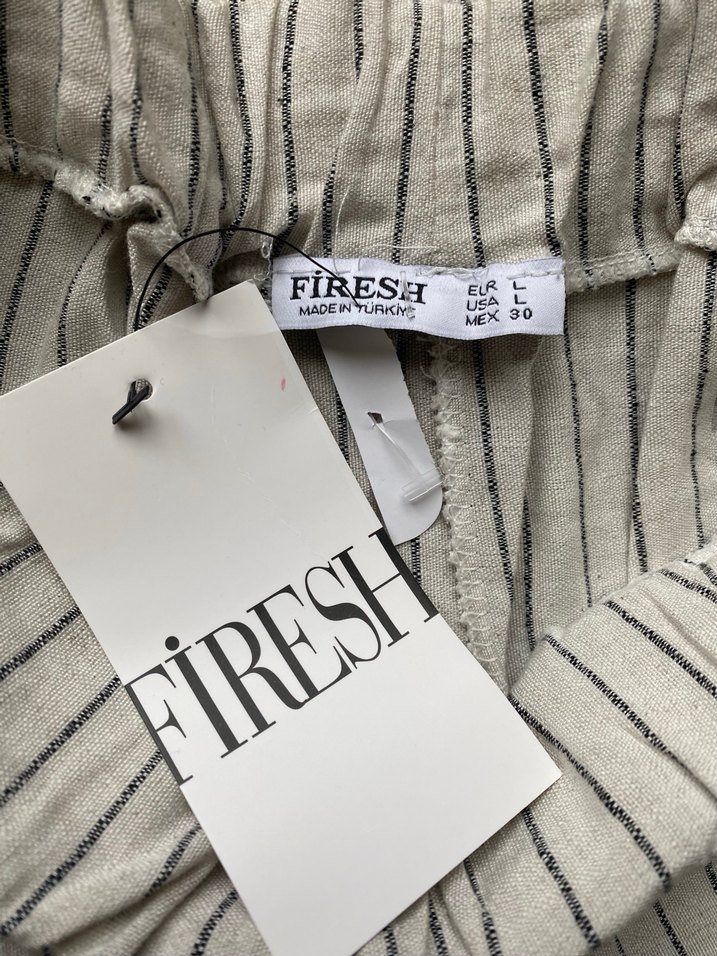 FİRESH
MADE IN TÜRKİYE
EUR L
USA L
MEX 30
FİRESH